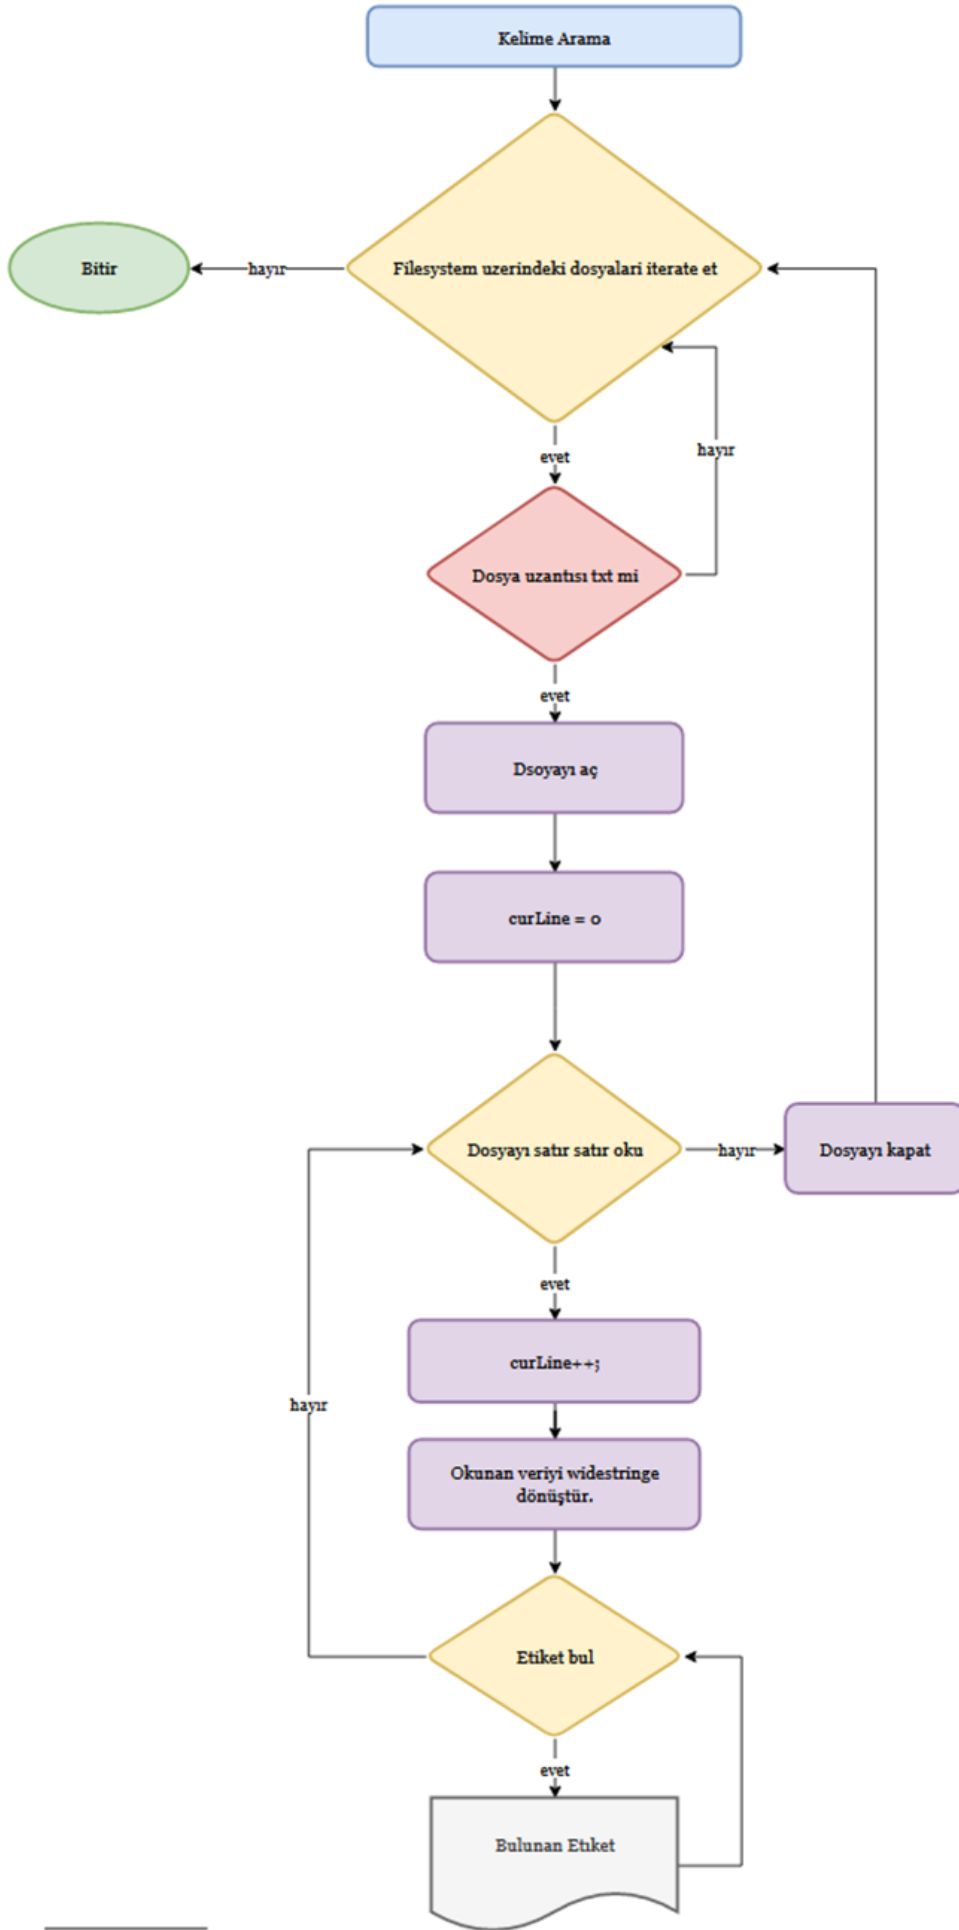 Kelime Arama
Filesystem uzerindeki dosyalari iterate et
hayır
Bitir
evet
hayır
Dosya uzantısı txt mi
evet
Dsoyayı aç
curLine = 0
Dosyayı satır satır oku
hayır
Dosyayı kapat
evet
curLine++;
hayır
Okunan veriyi widestringe
dönüştür.
Etiket bul
evet
Bulunan Etiket